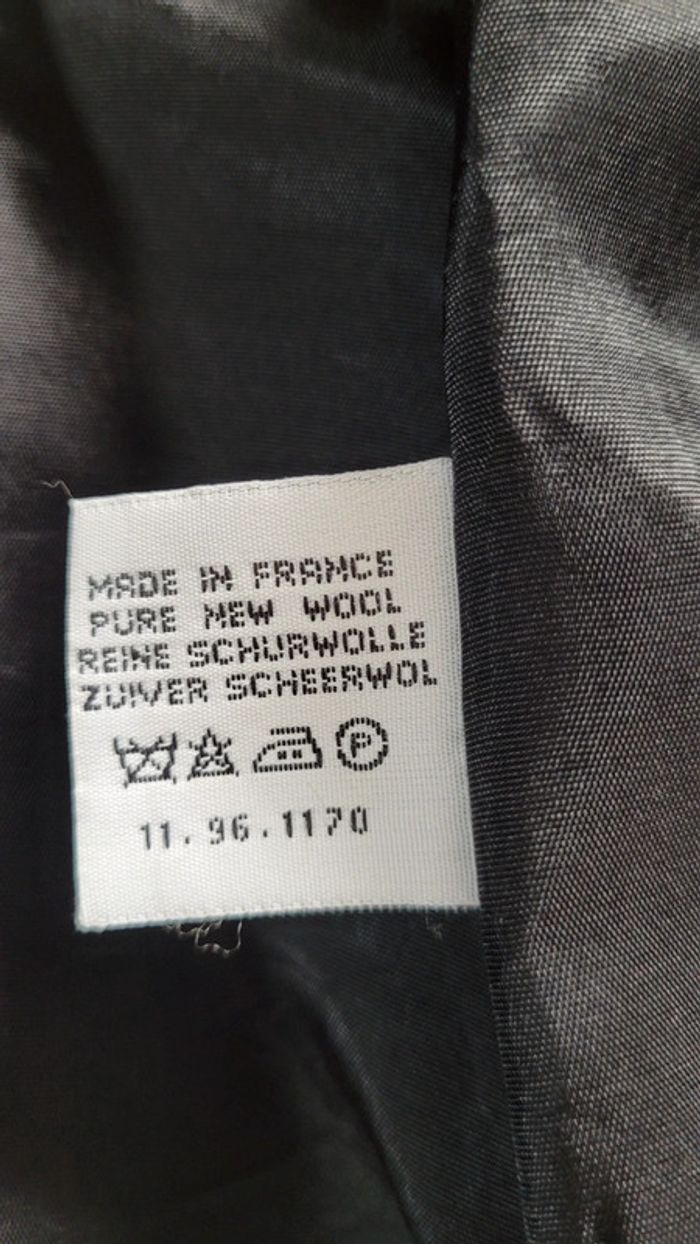 MADE IN FRANCE
PURE NEW WOOL
REINE SCHURWOLLE
ZUIVER SCHEERWOL
P
11.96.1170